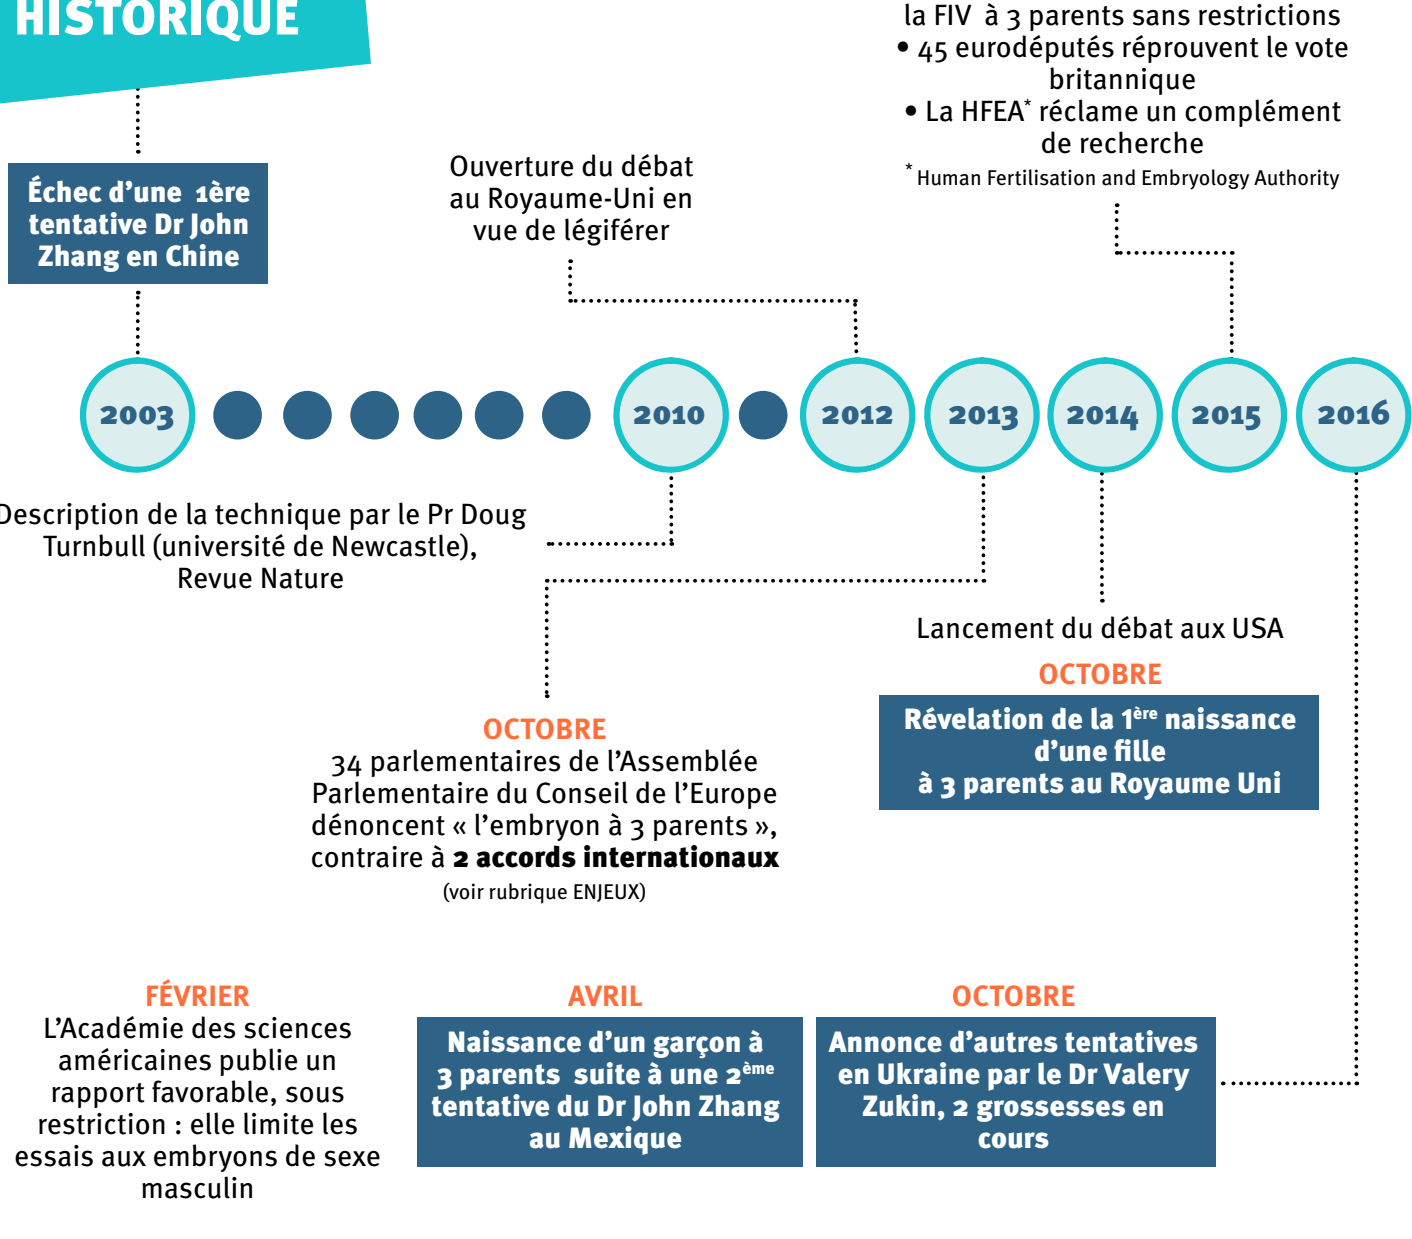 HISTORIQUE
la FIV à 3 parents sans restrictions
• 45 eurodéputés réprouvent le vote
britannique
• La HFEA* réclame un complément
de recherche
* Human Fertilisation and Embryology Authority
Échec d’une 1ère
tentative Dr John
Zhang en Chine
Ouverture du débat
au Royaume-Uni en
vue de légiférer
2003
2010
2012
2013
2014
2015
2016
Description de la technique par le Pr Doug
Turnbull (université de Newcastle),
Revue Nature
Lancement du débat aux USA
OCTOBRE
Révelation de la 1ère naissance
d’une fille
à 3 parents au Royaume Uni
OCTOBRE
34 parlementaires de l’Assemblée
Parlementaire du Conseil de l’Europe
dénoncent « l’embryon à 3 parents »,
contraire à 2 accords internationaux
(voir rubrique ENJEUX)
FÉVRIER
L’Académie des sciences
américaines publie un
rapport favorable, sous
restriction : elle limite les
essais aux embryons de sexe
masculin
AVRIL
Naissance d’un garçon à
3 parents suite à une 2ème
tentative du Dr John Zhang
au Mexique
OCTOBRE
Annonce d’autres tentatives
en Ukraine par le Dr Valery
Zukin, 2 grossesses en
cours